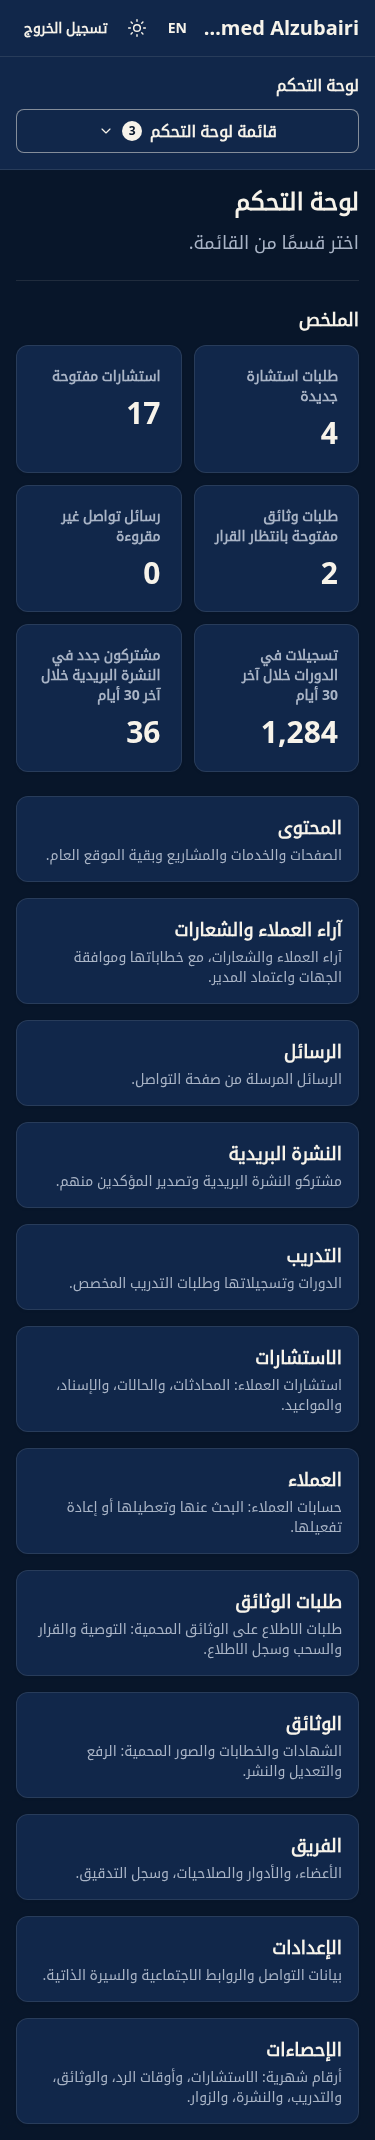 ...med Alzubairi
EN
تسجيل الخروج
لوحة التحكم
قائمة لوحة التحكم 3
لوحة التحكم
اختر قسمًا من القائمة.
الملخص
طلبات استشارة
جديدة
4
استشارات مفتوحة
17
طلبات وثائق
مفتوحة بانتظار القرار
2
رسائل تواصل غير
مقروءة
0
تسجيلات في
الدورات خلال آخر
30 أيام
1,284
مشتركون جدد في
النشرة البريدية خلال
آخر 30 أيام
36
المحتوى
الصفحات والخدمات والمشاريع وبقية الموقع العام.
آراء العملاء والشعارات
آراء العملاء والشعارات، مع خطاباتها وموافقة
الجهات واعتماد المدير.
الرسائل
الرسائل المرسلة من صفحة التواصل.
النشرة البريدية
مشتركو النشرة البريدية وتصدير المؤكدين منهم.
التدريب
الدورات وتسجيلاتها وطلبات التدريب المخصص.
الاستشارات
استشارات العملاء: المحادثات، والحالات، والإسناد،
والمواعيد.
العملاء
حسابات العملاء: البحث عنها وتعطيلها أو إعادة
تفعيلها.
طلبات الوثائق
طلبات الاطلاع على الوثائق المحمية: التوصية والقرار
والسحب وسجل الاطلاع.
الوثائق
الشهادات والخطابات والصور المحمية: الرفع
والتعديل والنشر.
الفريق
الأعضاء، والأدوار والصلاحيات، وسجل التدقيق.
الإعدادات
بيانات التواصل والروابط الاجتماعية والسيرة الذاتية.
الإحصاءات
أرقام شهرية: الاستشارات، وأوقات الرد، والوثائق،
والتدريب، والنشرة، والزوار.